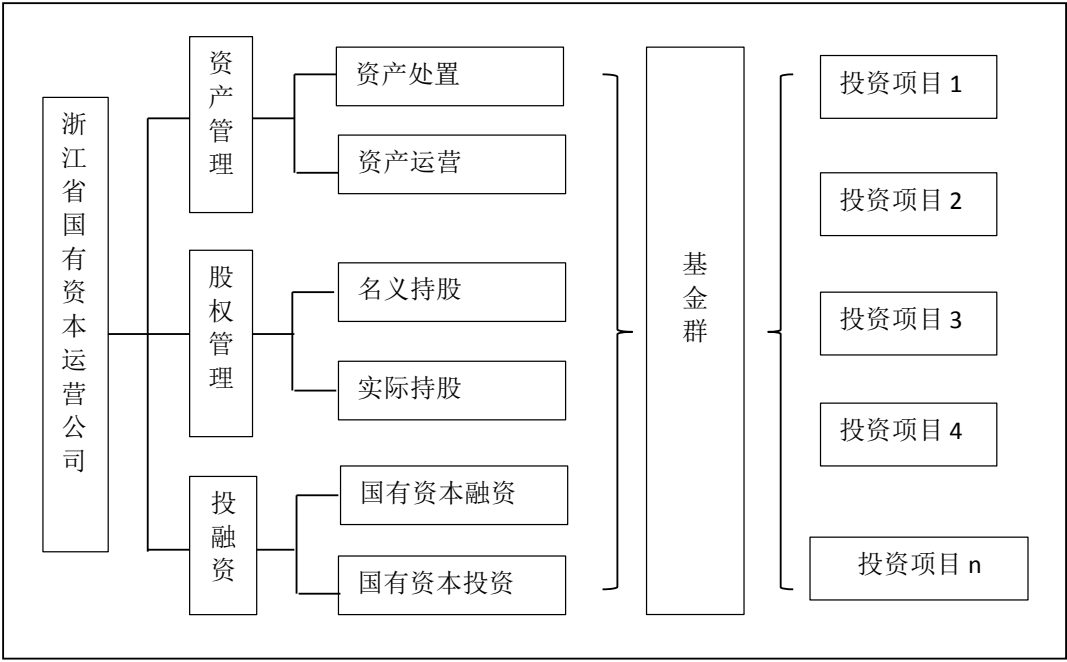 浙江省国有资本运营公司
资产管理
资产处置
资产运营
股权管理
名义持股
实际持股
投融资
国有资本融资
国有资本投资
基金群
投资项目 1
投资项目 2
投资项目 3
投资项目 4
投资项目 n